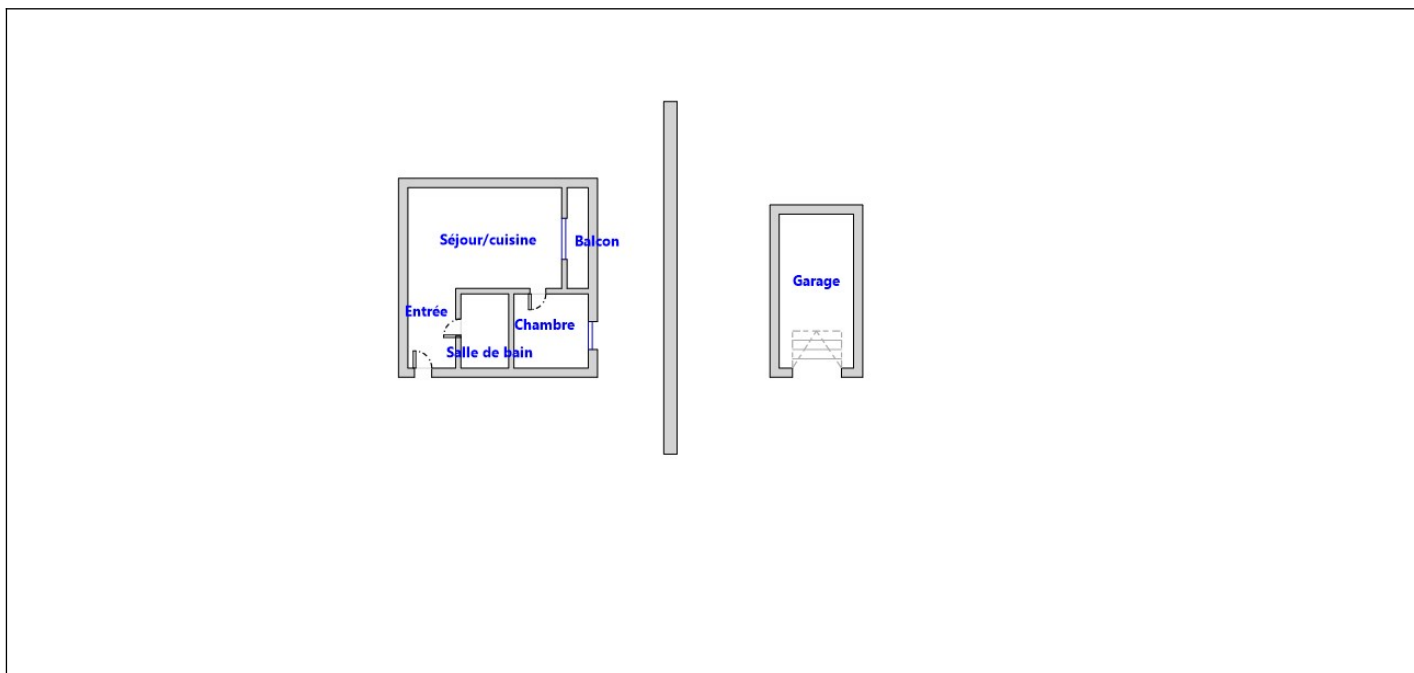 Séjour/cuisine
Balcon
Garage
Entrée
Chambre
Salle de bain